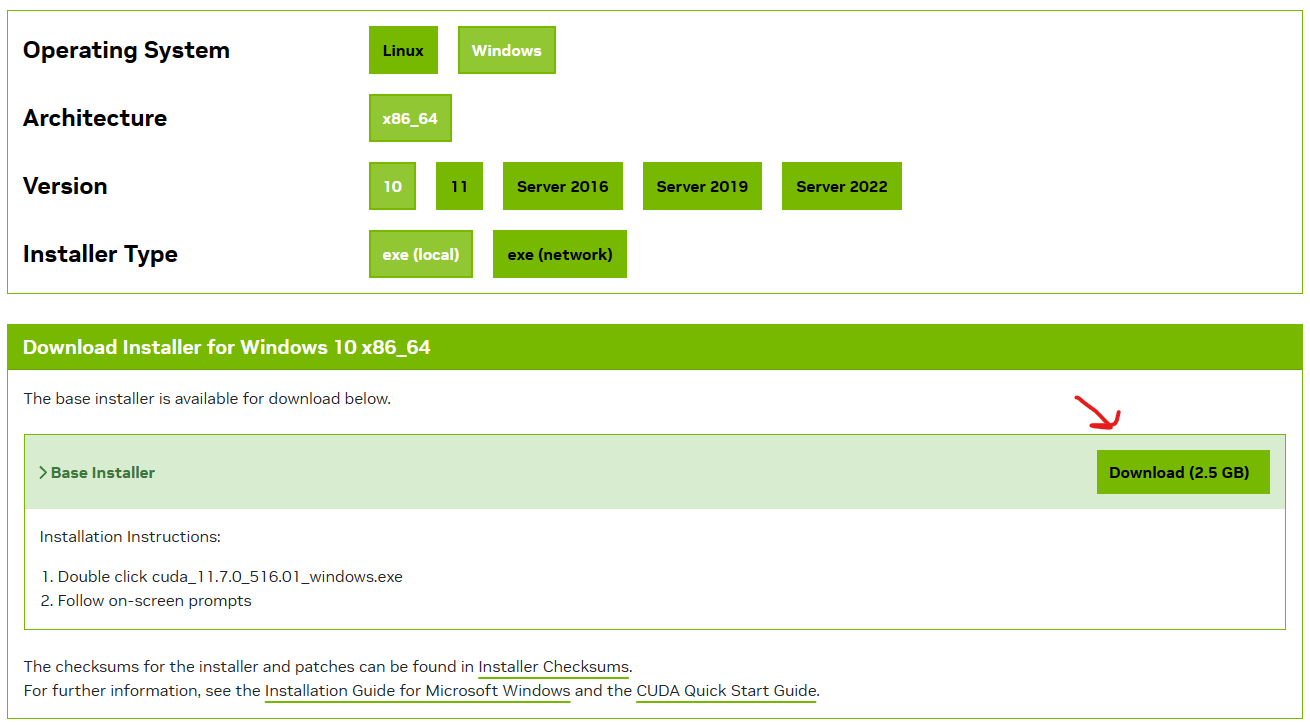 Operating System Linux Windows
Architecture x86_64
Version 10 11 Server 2016 Server 2019 Server 2022
Installer Type exe (local) exe (network)
Download Installer for Windows 10 x86_64
The base installer is available for download below.
Base Installer Download (2.5 GB)
Installation Instructions:
1. Double click cuda_11.7.0_516.01_windows.exe
2. Follow on-screen prompts
The checksums for the installer and patches can be found in Installer Checksums.
For further information, see the Installation Guide for Microsoft Windows and the CUDA Quick Start Guide.